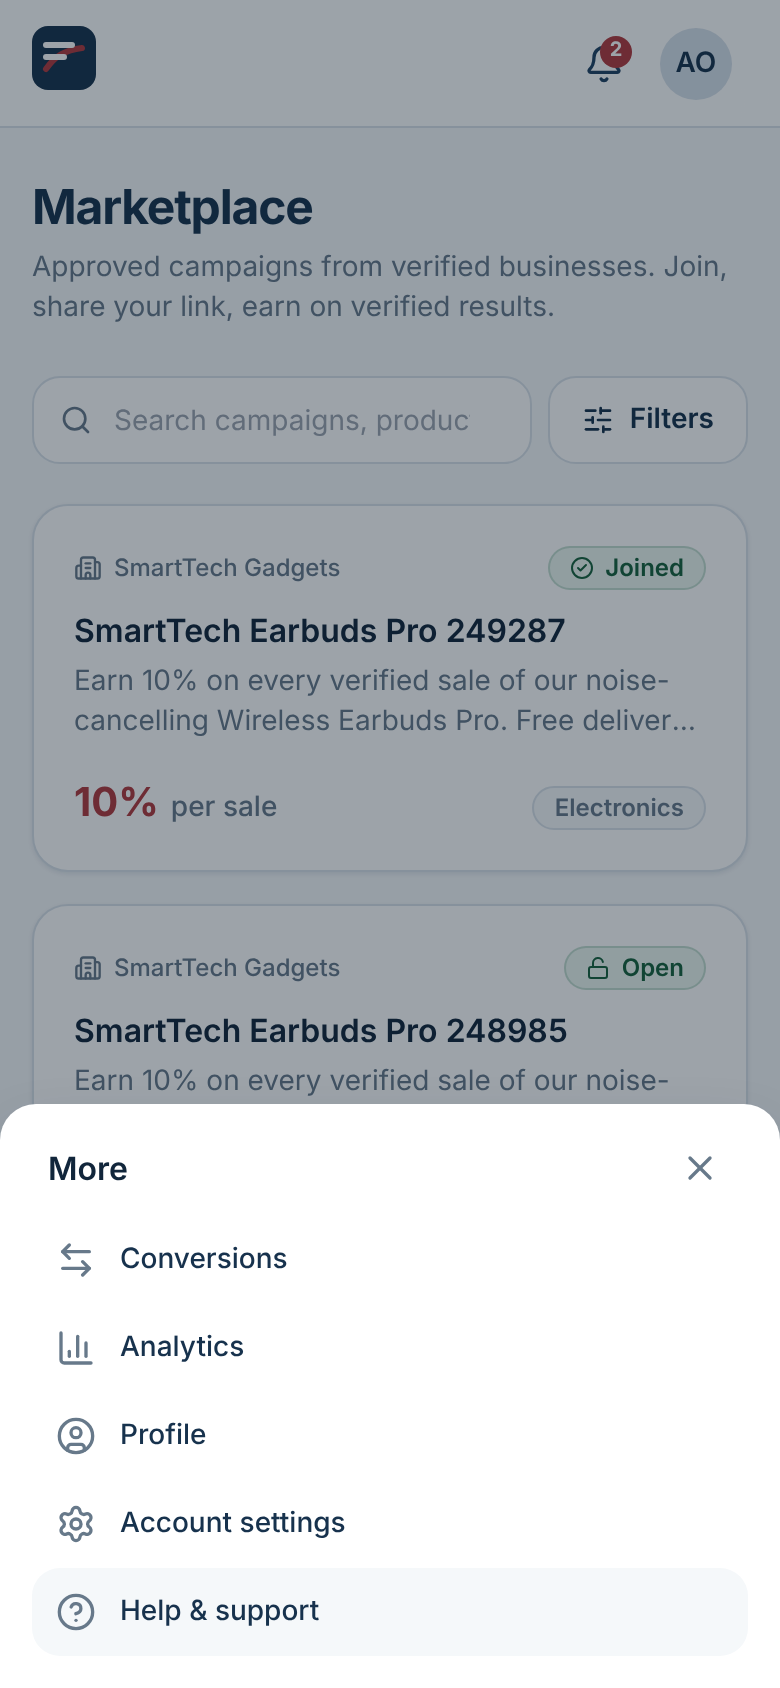 2
AO
Marketplace
Approved campaigns from verified businesses. Join,
share your link, earn on verified results.
Search campaigns, produc
Filters
SmartTech Gadgets
Joined
SmartTech Earbuds Pro 249287
Earn 10% on every verified sale of our noise-
cancelling Wireless Earbuds Pro. Free deliver...
10% per sale
Electronics
SmartTech Gadgets
Open
SmartTech Earbuds Pro 248985
Earn 10% on every verified sale of our noise-
More
Conversions
Analytics
Profile
Account settings
Help & support